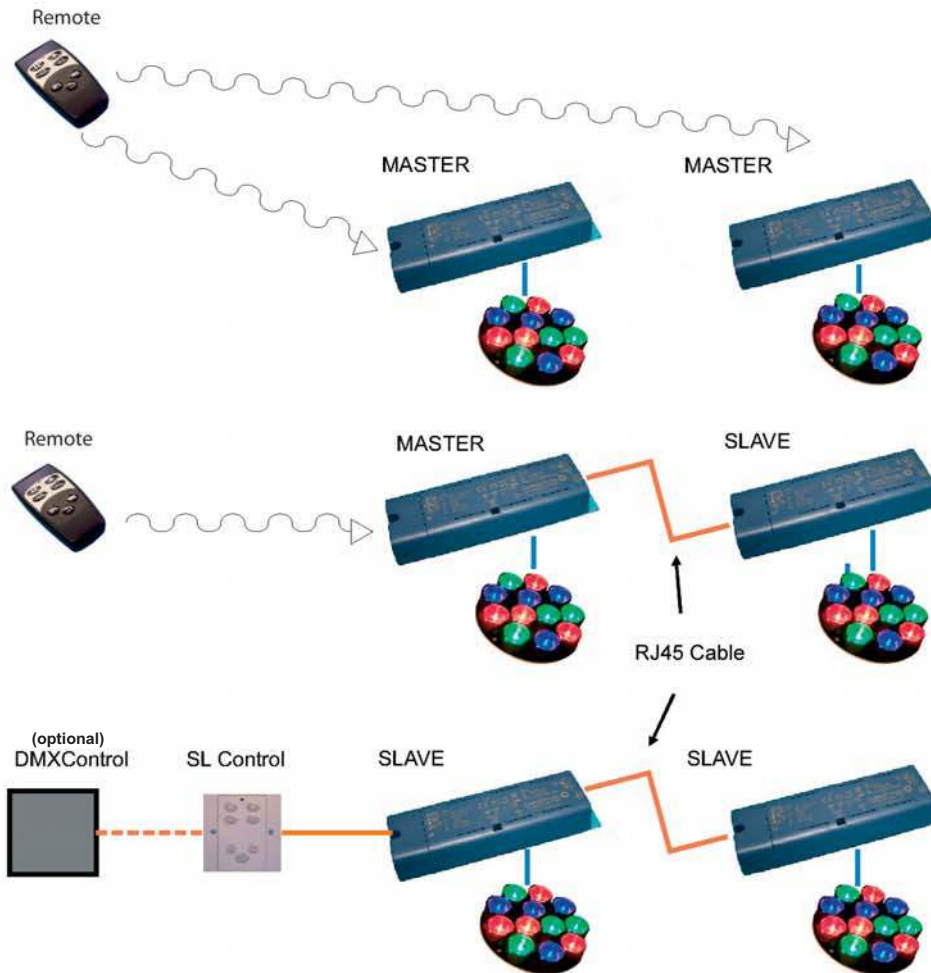 Remote
MASTER
MASTER
Remote
MASTER
SLAVE
RJ45 Cable
(optional)
DMXControl
SL Control
SLAVE
SLAVE